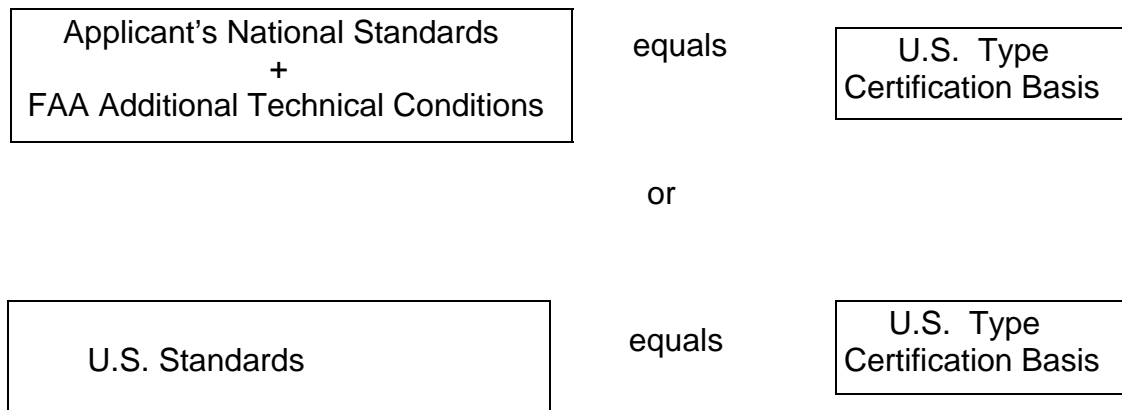 Applicant’s National Standards
+
FAA Additional Technical Conditions
equals
U.S. Type
Certification Basis
or
U.S. Standards
equals
U.S. Type
Certification Basis